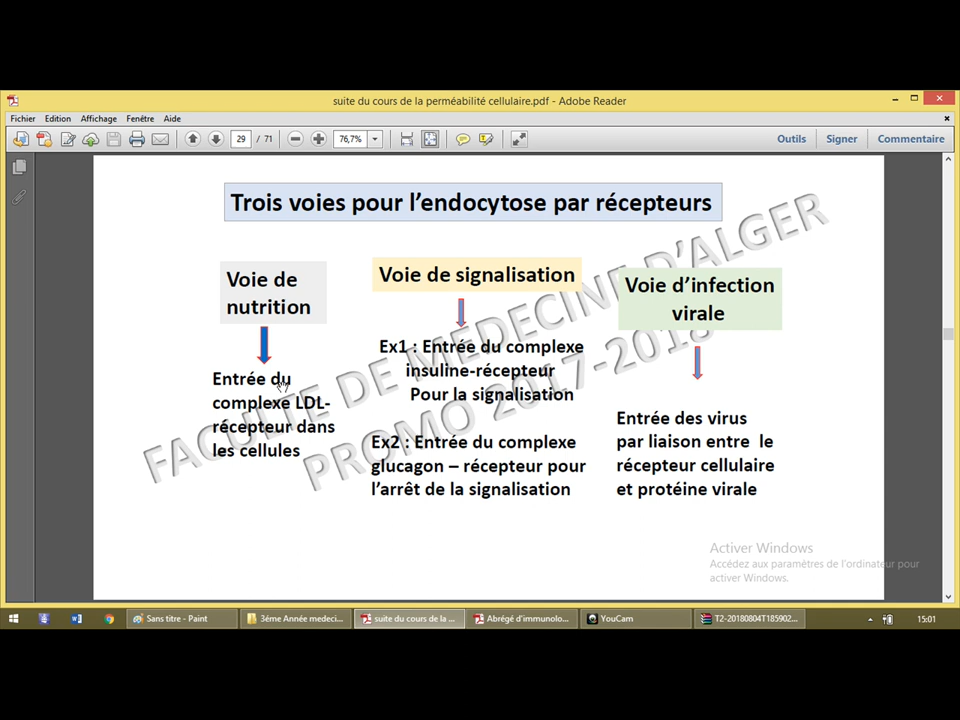 suite du cours de la perméabilité cellulaire.pdf - Adobe Reader
Fichier Edition Affichage Fenêtre Aide
29 / 71 76,7% Outils Signer Commentaire
Trois voies pour l'endocytose par récepteurs
Voie de
nutrition
Entrée du
complexe LDL-
récepteur dans
les cellules
Voie de signalisation
Ex1 : Entrée du complexe
insuline-récepteur
Pour la signalisation
Ex2 : Entrée du complexe
glucagon – récepteur pour
l'arrêt de la signalisation
Voie d'infection
virale
Entrée des virus
par liaison entre le
récepteur cellulaire
et protéine virale
FACULTE DE MEDECINE D'ALGER
PROMO 2017-2018
Activer Windows
Accédez aux paramètres de l'ordinateur pour
activer Windows.
Sans titre - Paint 3éme Année medeci... suite du cours de la ... Abrégé d'immunolo... YouCam T2-20180804T185902... 15:01